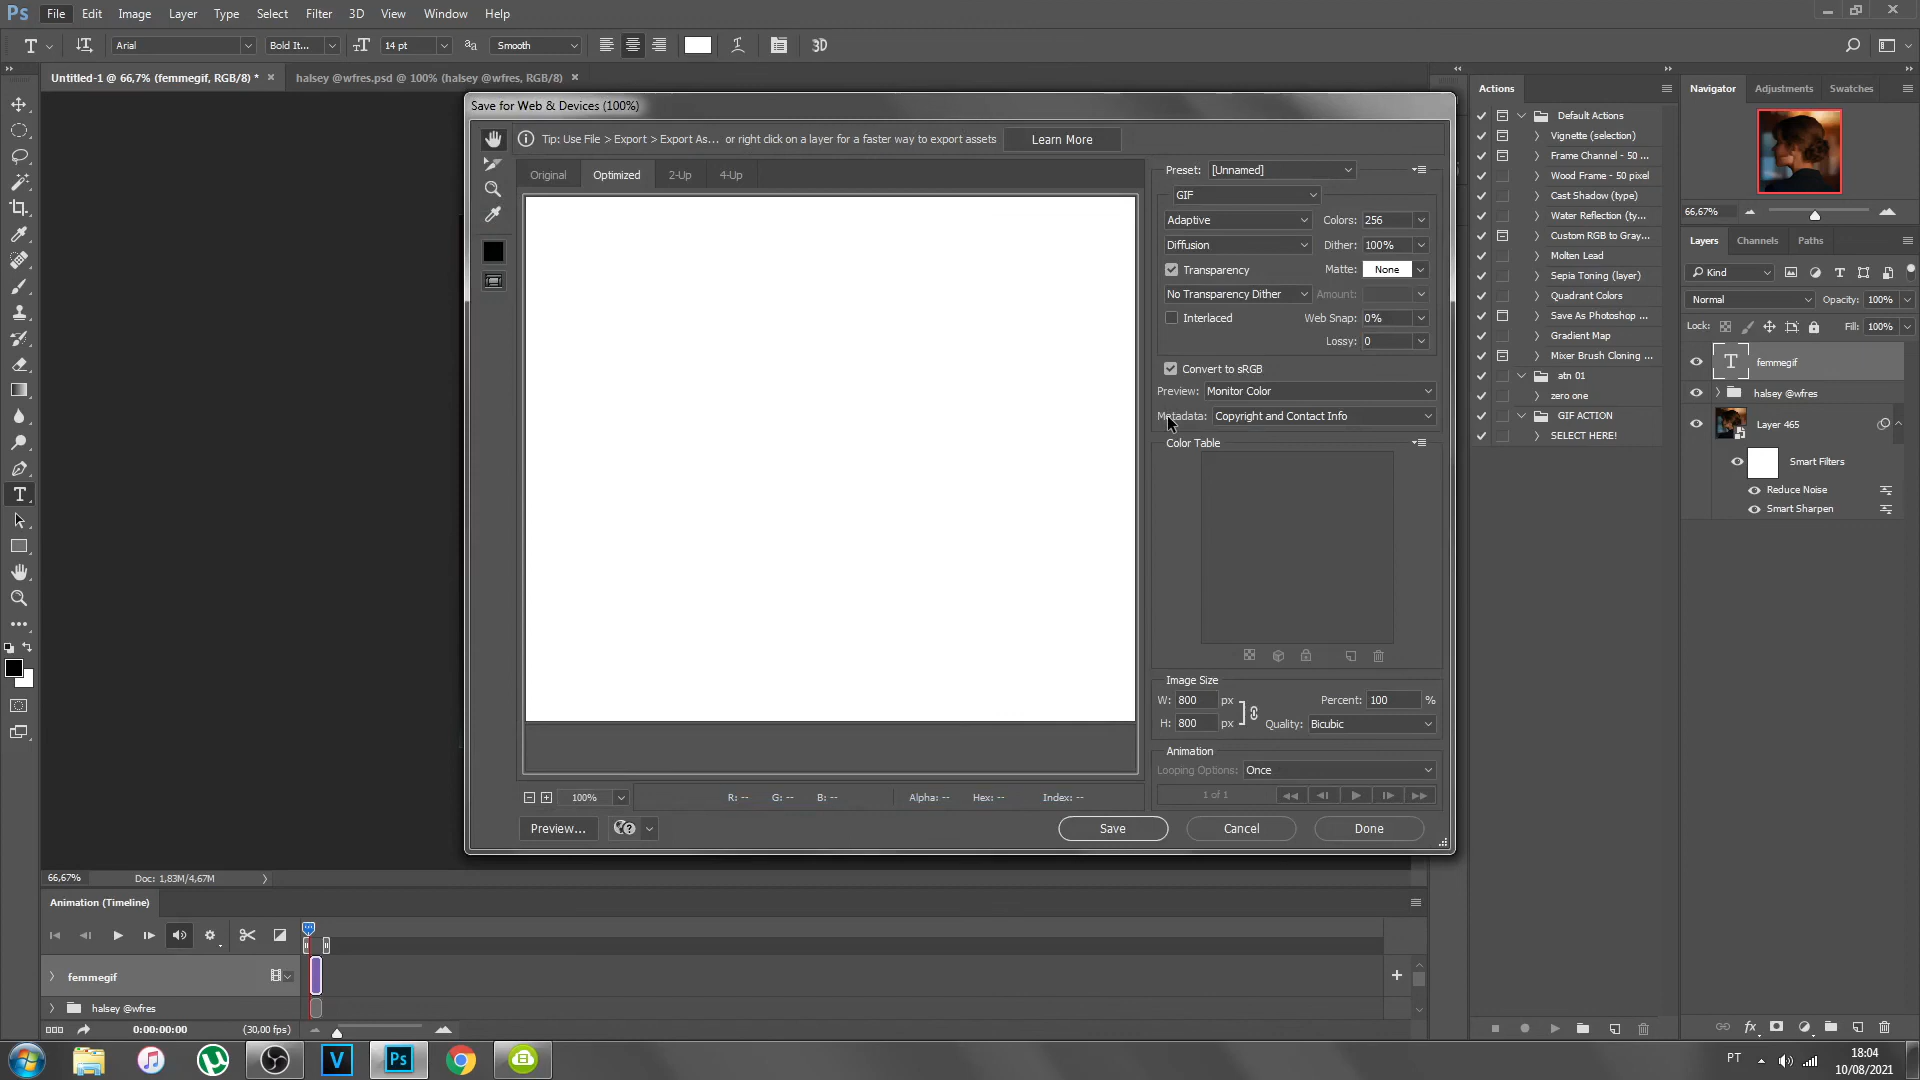 Ps File Edit Image Layer Type Select Filter 3D View Window Help
T Arial Bold It... 14 pt aa Smooth 3D
Untitled-1 @ 66,7% (femmegif, RGB/8) * × halsey @wfres.psd @ 100% (halsey @wfres, RGB/8) ×
Save for Web & Devices (100%)
Tip: Use File > Export > Export As... or right click on a layer for a faster way to export assets Learn More
Original Optimized 2-Up 4-Up
Preset: [Unnamed]
GIF
Adaptive Colors: 256
Diffusion Dither: 100%
Transparency Matte: None
No Transparency Dither Amount:
Interlaced Web Snap: 0%
Lossy: 0
Convert to sRGB
Preview: Monitor Color
Metadata: Copyright and Contact Info
Color Table
Image Size
W: 800 px Percent: 100 %
H: 800 px Quality: Bicubic
Animation
Looping Options: Once
1 of 1
100% R: -- G: -- B: -- Alpha: -- Hex: -- Index: --
Preview... Save Cancel Done
Actions
Default Actions
Vignette (selection)
Frame Channel - 50 ...
Wood Frame - 50 pixel
Cast Shadow (type)
Water Reflection (ty...
Custom RGB to Gray...
Molten Lead
Sepia Toning (layer)
Quadrant Colors
Save As Photoshop ...
Gradient Map
Mixer Brush Cloning ...
atn 01
zero one
GIF ACTION
SELECT HERE!
Navigator Adjustments Swatches
66,67%
Layers Channels Paths
Kind
Normal Opacity: 100%
Lock: Fill: 100%
T femmegif
halsey @wfres
Layer 465
Smart Filters
Reduce Noise
Smart Sharpen
66,67% Doc: 1,83M/4,67M
Animation (Timeline)
femmegif
halsey @wfres
0:00:00:00 (30,00 fps)
V Ps PT 18:04
10/08/2021